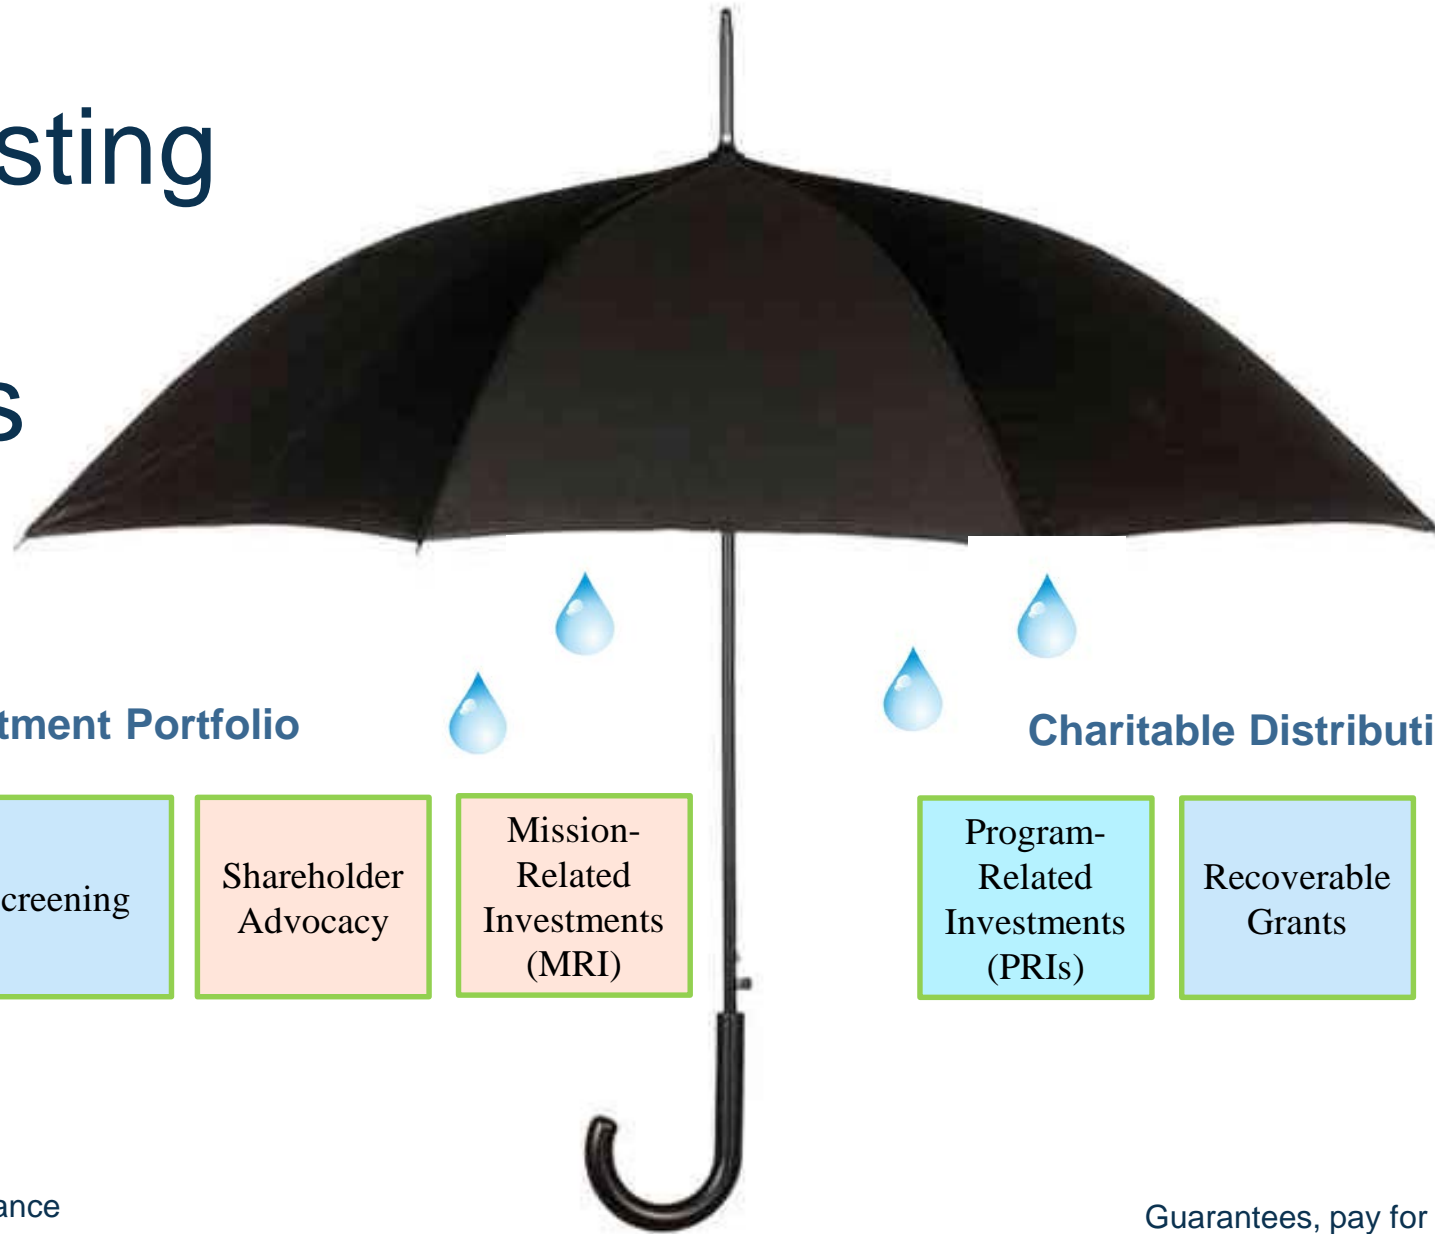 sting
s
tment Portfolio
Charitable Distributi
creening
Shareholder
Advocacy
Mission-
Related
Investments
(MRI)
Program-
Related
Investments
(PRIs)
Recoverable
Grants
ance
Guarantees, pay for